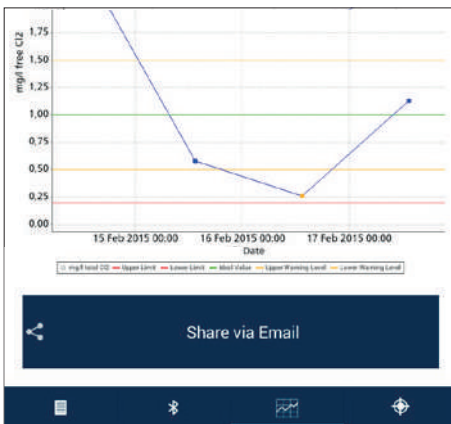 mg/l free Cl2
1,75
1,50
1,25
1,00
0,75
0,50
0,25
0.00
15 Feb 2015 00:00
16 Feb 2015 00:00
17 Feb 2015 00:00
Date
mg/l total Cl2 Upper Limit Lower Limit Ideal Value Upper Warning Level Lower Warning Level
Share via Email